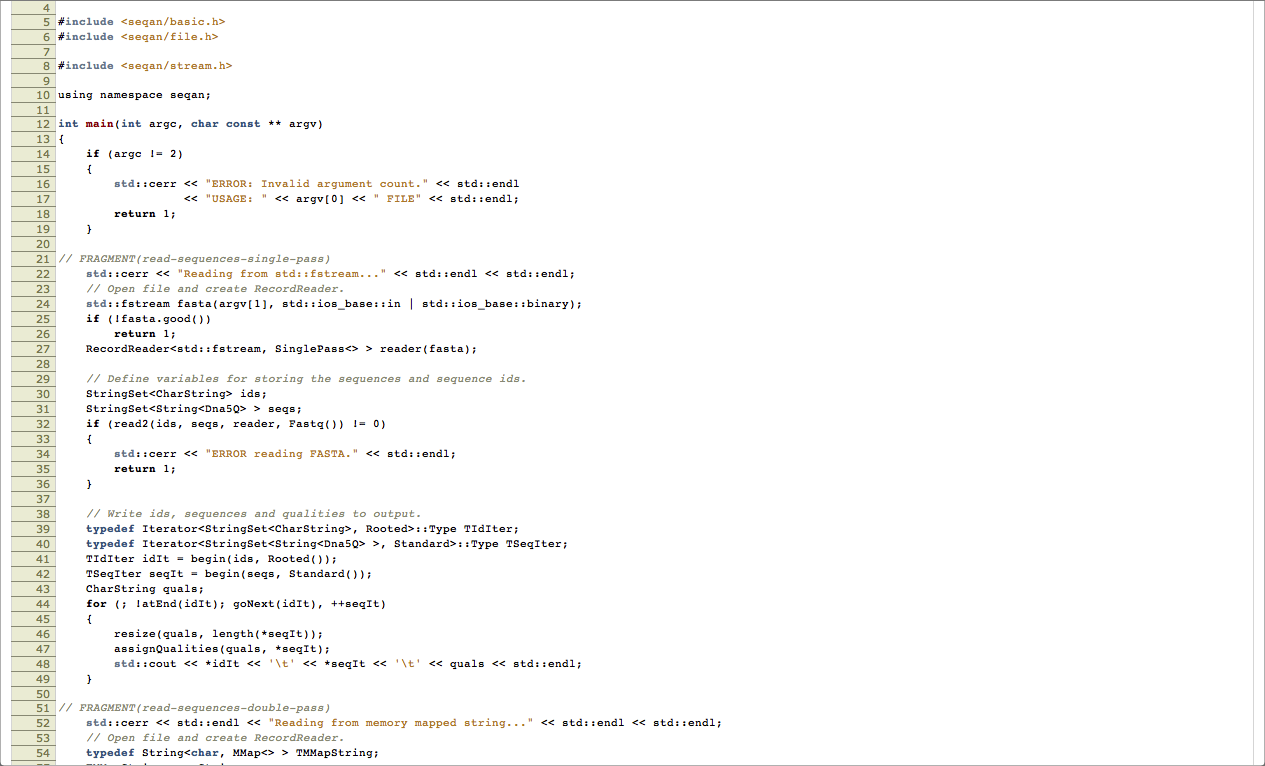 4
5 #include <seqan/basic.h>
6 #include <seqan/file.h>
7
8 #include <seqan/stream.h>
9
10 using namespace seqan;
11
12 int main(int argc, char const ** argv)
13 {
14     if (argc != 2)
15     {
16         std::cerr << "ERROR: Invalid argument count." << std::endl
17                   << "USAGE: " << argv[0] << " FILE" << std::endl;
18         return 1;
19     }
20
21 // FRAGMENT(read-sequences-single-pass)
22     std::cerr << "Reading from std::fstream..." << std::endl << std::endl;
23     // Open file and create RecordReader.
24     std::fstream fasta(argv[1], std::ios_base::in | std::ios_base::binary);
25     if (!fasta.good())
26         return 1;
27     RecordReader<std::fstream, SinglePass<> > reader(fasta);
28
29     // Define variables for storing the sequences and sequence ids.
30     StringSet<CharString> ids;
31     StringSet<String<Dna5Q> > seqs;
32     if (read2(ids, seqs, reader, Fastq()) != 0)
33     {
34         std::cerr << "ERROR reading FASTA." << std::endl;
35         return 1;
36     }
37
38     // Write ids, sequences and qualities to output.
39     typedef Iterator<StringSet<CharString>, Rooted>::Type TIdIter;
40     typedef Iterator<StringSet<String<Dna5Q> >, Standard>::Type TSeqIter;
41     TIdIter idIt = begin(ids, Rooted());
42     TSeqIter seqIt = begin(seqs, Standard());
43     CharString quals;
44     for (; !atEnd(idIt); goNext(idIt), ++seqIt)
45     {
46         resize(quals, length(*seqIt));
47         assignQualities(quals, *seqIt);
48         std::cout << *idIt << '\t' << *seqIt << '\t' << quals << std::endl;
49     }
50
51 // FRAGMENT(read-sequences-double-pass)
52     std::cerr << std::endl << "Reading from memory mapped string..." << std::endl << std::endl;
53     // Open file and create RecordReader.
54     typedef String<char, MMap<> > TMMapString;